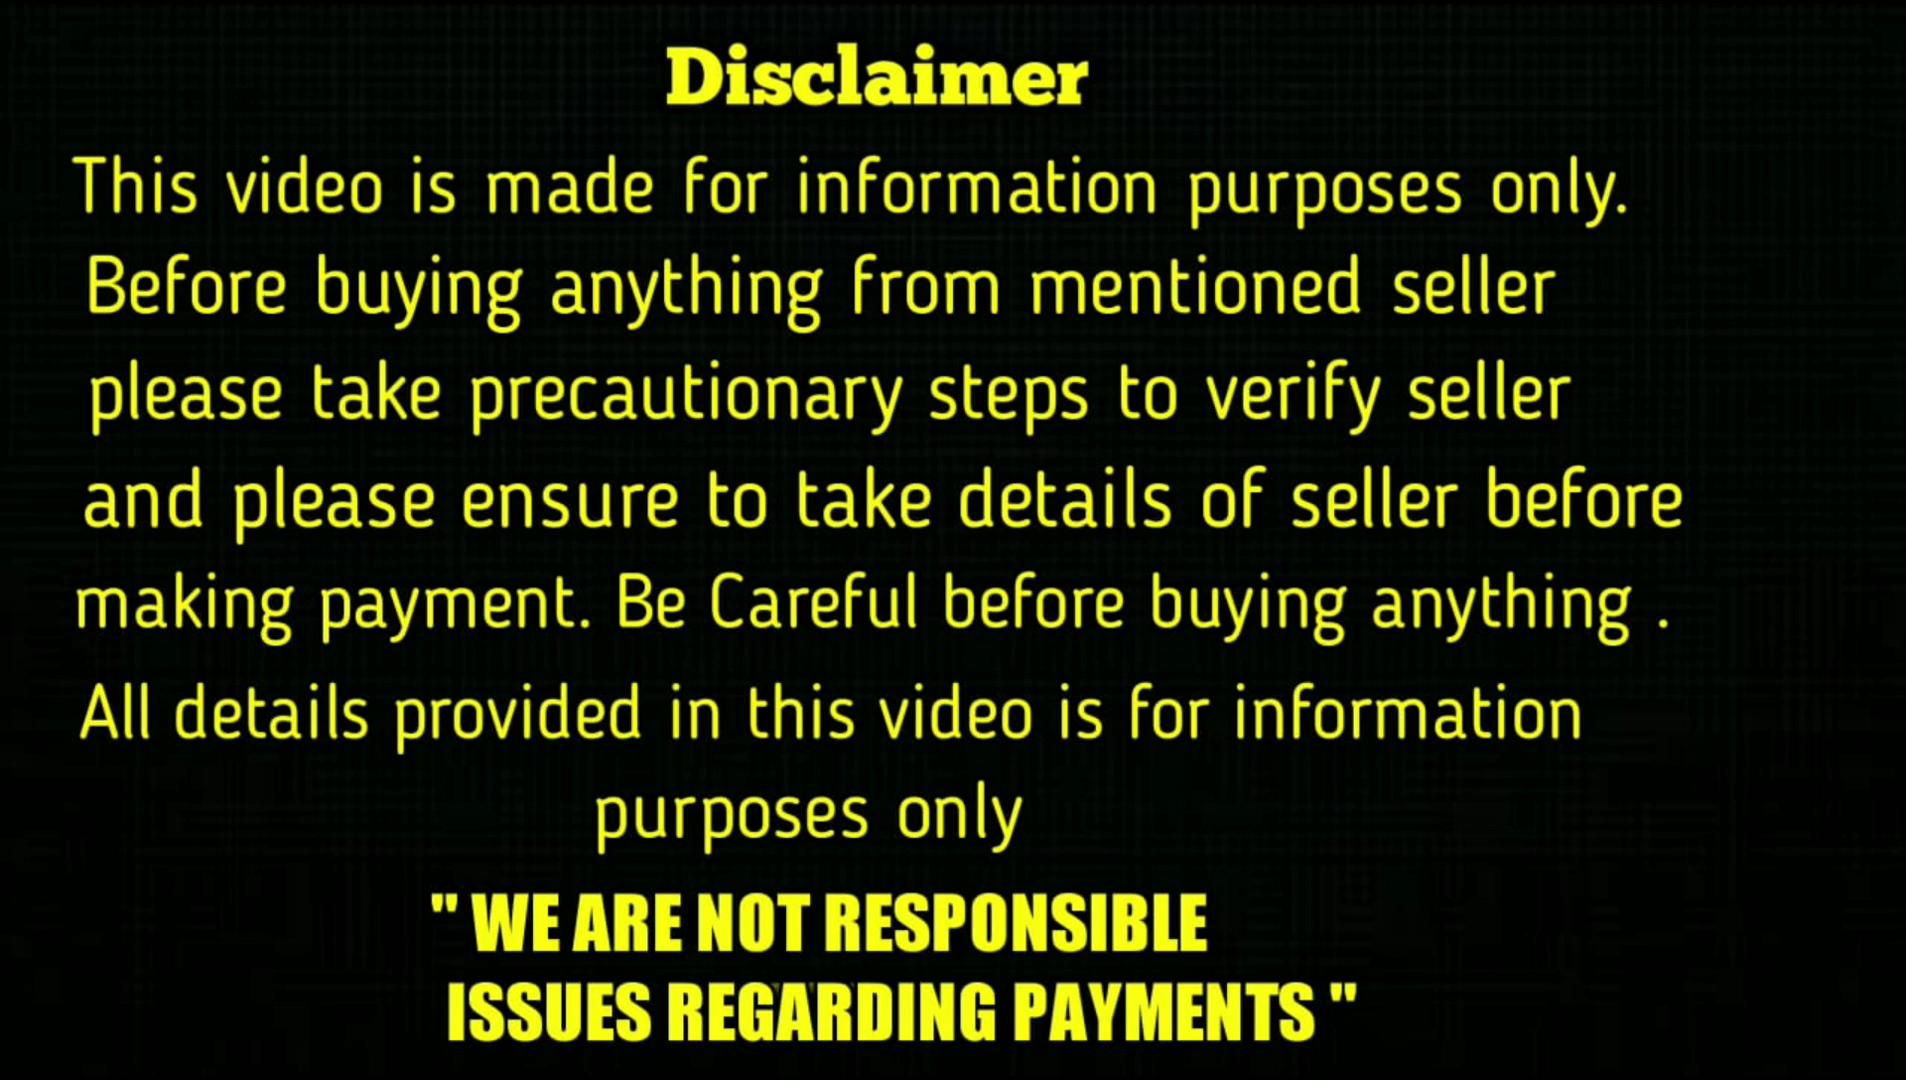 Disclaimer
This video is made for information purposes only.
Before buying anything from mentioned seller
please take precautionary steps to verify seller
and please ensure to take details of seller before
making payment. Be Careful before buying anything .
All details provided in this video is for information
purposes only
" WE ARE NOT RESPONSIBLE
ISSUES REGARDING PAYMENTS "